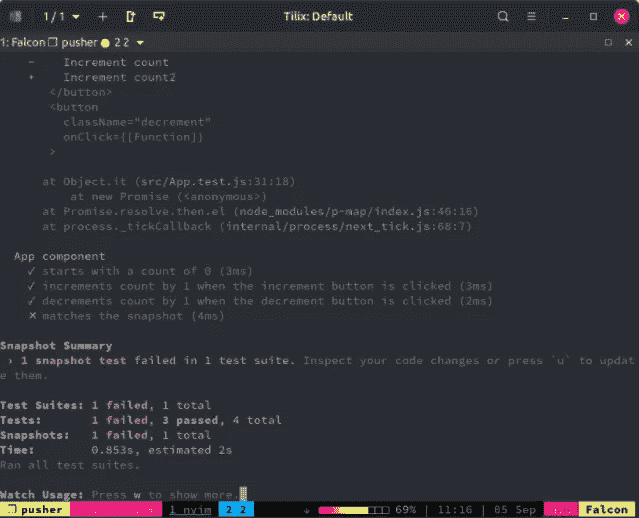 1 / 1
Tilix: Default
1: Falcon pusher 2 2
- Increment count
+ Increment count2
</button>
<button
className="decrement"
onClick={[Function]}
>
at Object.it (src/App.test.js:31:18)
at new Promise (<anonymous>)
at Promise.resolve.then.el (node_modules/p-map/index.js:46:16)
at process._tickCallback (internal/process/next_tick.js:68:7)
App component
✓ starts with a count of 0 (3ms)
✓ increments count by 1 when the increment button is clicked (3ms)
✓ decrements count by 1 when the decrement button is clicked (2ms)
✕ matches the snapshot (4ms)
Snapshot Summary
› 1 snapshot test failed in 1 test suite. Inspect your code changes or press `u` to updat
e them.
Test Suites: 1 failed, 1 total
Tests: 1 failed, 3 passed, 4 total
Snapshots: 1 failed, 1 total
Time: 0.853s, estimated 2s
Ran all test suites.
Watch Usage: Press w to show more.
pusher 1 nvim 2 2 69% | 11:16 | 05 Sep Falcon